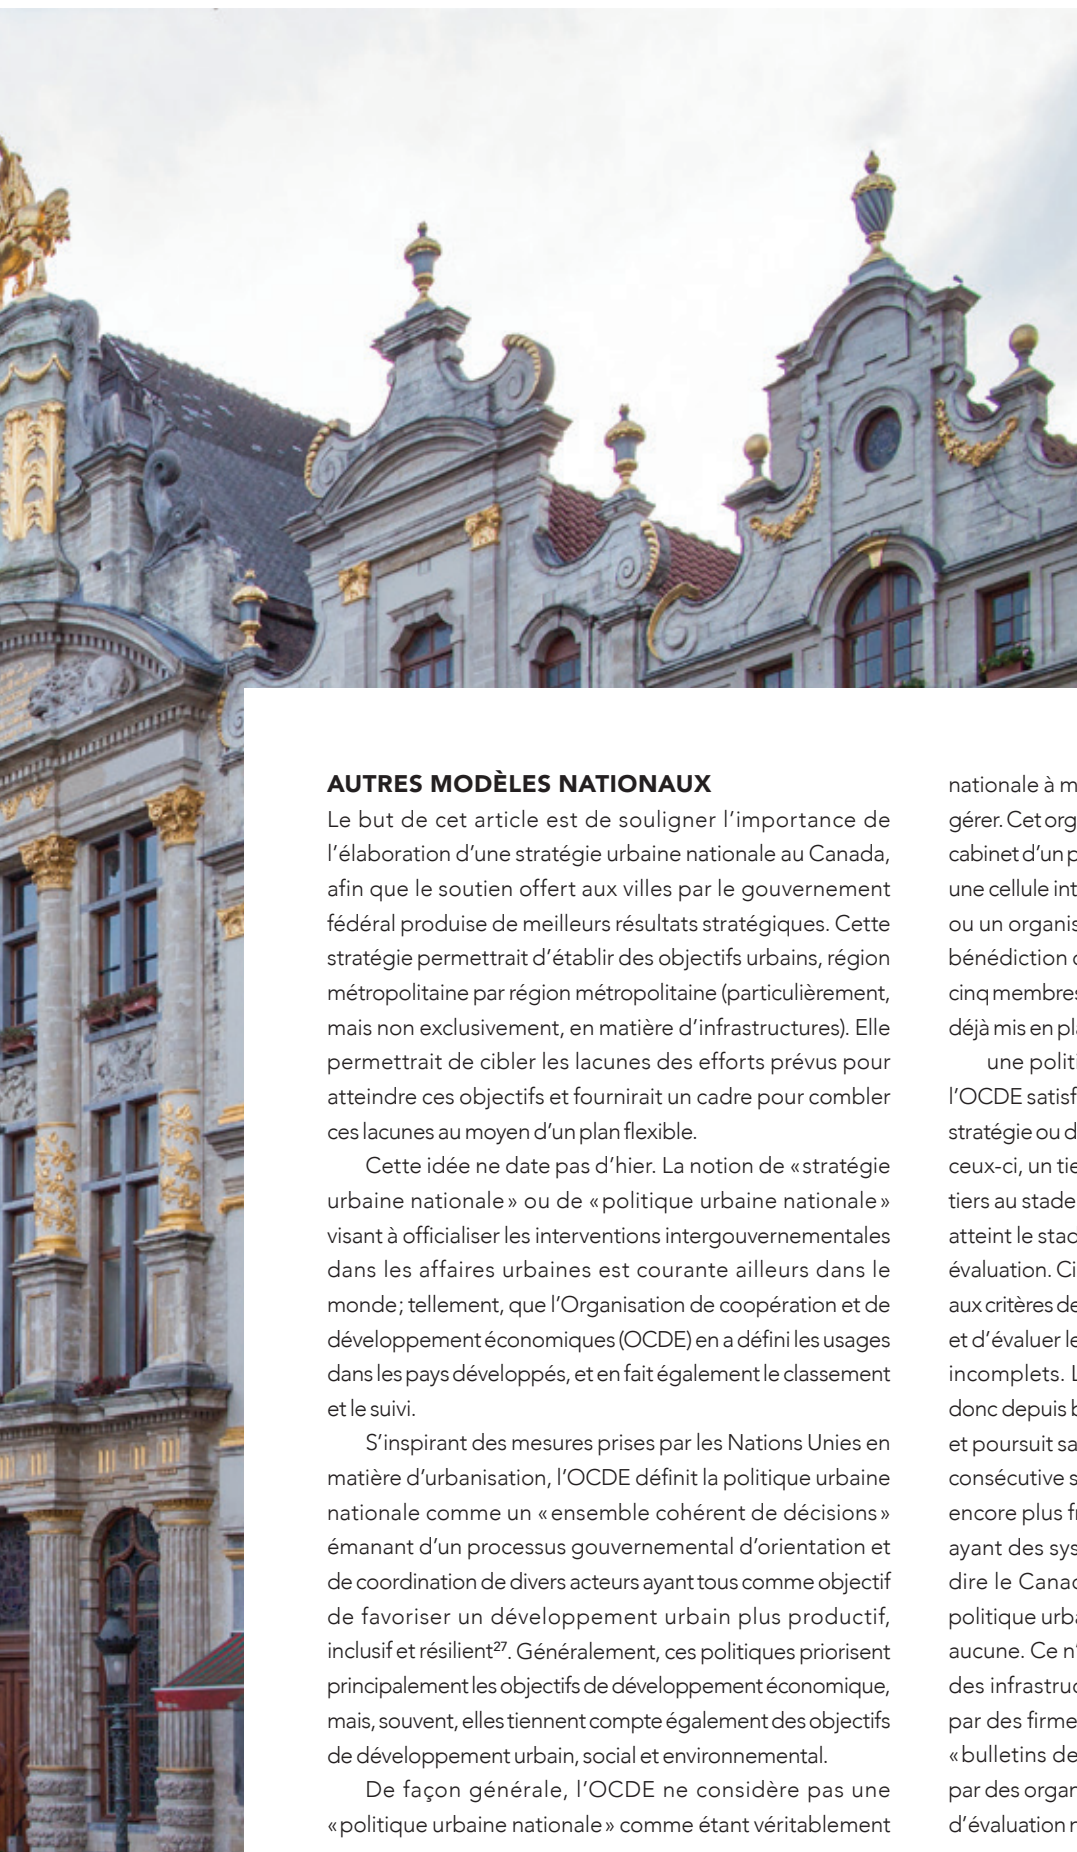 AUTRES MODÈLES NATIONAUX
Le but de cet article est de souligner l’importance de
l’élaboration d’une stratégie urbaine nationale au Canada,
afin que le soutien offert aux villes par le gouvernement
fédéral produise de meilleurs résultats stratégiques. Cette
stratégie permettrait d’établir des objectifs urbains, région
métropolitaine par région métropolitaine (particulièrement,
mais non exclusivement, en matière d’infrastructures). Elle
permettrait de cibler les lacunes des efforts prévus pour
atteindre ces objectifs et fournirait un cadre pour combler
ces lacunes au moyen d’un plan flexible.
Cette idée ne date pas d’hier. La notion de «stratégie
urbaine nationale» ou de «politique urbaine nationale»
visant à officialiser les interventions intergouvernementales
dans les affaires urbaines est courante ailleurs dans le
monde; tellement, que l’Organisation de coopération et de
développement économiques (OCDE) en a défini les usages
dans les pays développés, et en fait également le classement
et le suivi.
S’inspirant des mesures prises par les Nations Unies en
matière d’urbanisation, l’OCDE définit la politique urbaine
nationale comme un «ensemble cohérent de décisions»
émanant d’un processus gouvernemental d’orientation et
de coordination de divers acteurs ayant tous comme objectif
de favoriser un développement urbain plus productif,
inclusif et résilient²⁷. Généralement, ces politiques priorisent
principalement les objectifs de développement économique,
mais, souvent, elles tiennent compte également des objectifs
de développement urbain, social et environnemental.
De façon générale, l’OCDE ne considère pas une
«politique urbaine nationale» comme étant véritablement
nationale à m
gérer. Cet org
cabinet d’un p
une cellule int
ou un organis
bénédiction
cinq membres
déjà mis en pla
une politi
l’OCDE satisf
stratégie ou d
ceux-ci, un tie
tiers au stade
atteint le stad
évaluation. Ci
aux critères de
et d’évaluer le
incomplets. L
donc depuis b
et poursuit sa
consécutive s
encore plus fr
ayant des sys
dire le Canad
politique urba
aucune. Ce n’
des infrastruc
par des firme
«bulletins de
par des organ
d’évaluation n